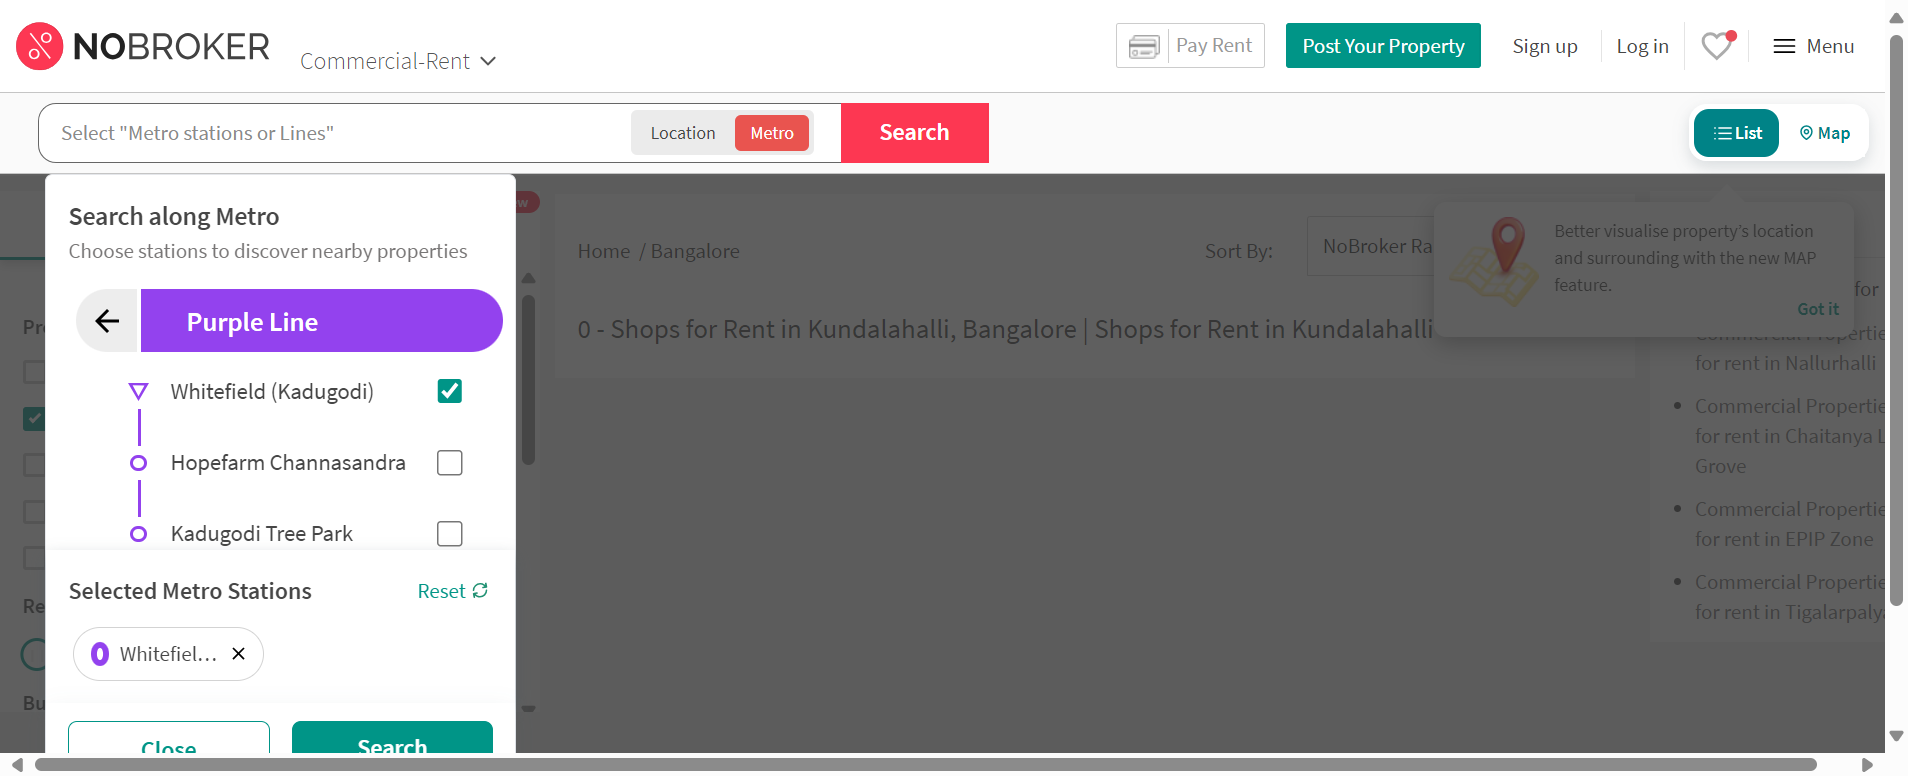 NOBROKER
Commercial-Rent
Pay Rent
Post Your Property
Sign up
Log in
Menu
Select "Metro stations or Lines"
Location
Metro
Search
List
Map
Search along Metro
Choose stations to discover nearby properties
Purple Line
Whitefield (Kadugodi)
Hopefarm Channasandra
Kadugodi Tree Park
Selected Metro Stations
Reset
Whitefiel...
Close
Search
Home / Bangalore
Sort By:
NoBroker Ra
0 - Shops for Rent in Kundalahalli, Bangalore | Shops for Rent in Kundalahalli
Better visualise property's location
and surrounding with the new MAP
feature.
Got it
for
for rent in Nallurhalli
Commercial Propertie
for rent in Chaitanya L
Grove
Commercial Propertie
for rent in EPIP Zone
Commercial Propertie
for rent in Tigalarpalya